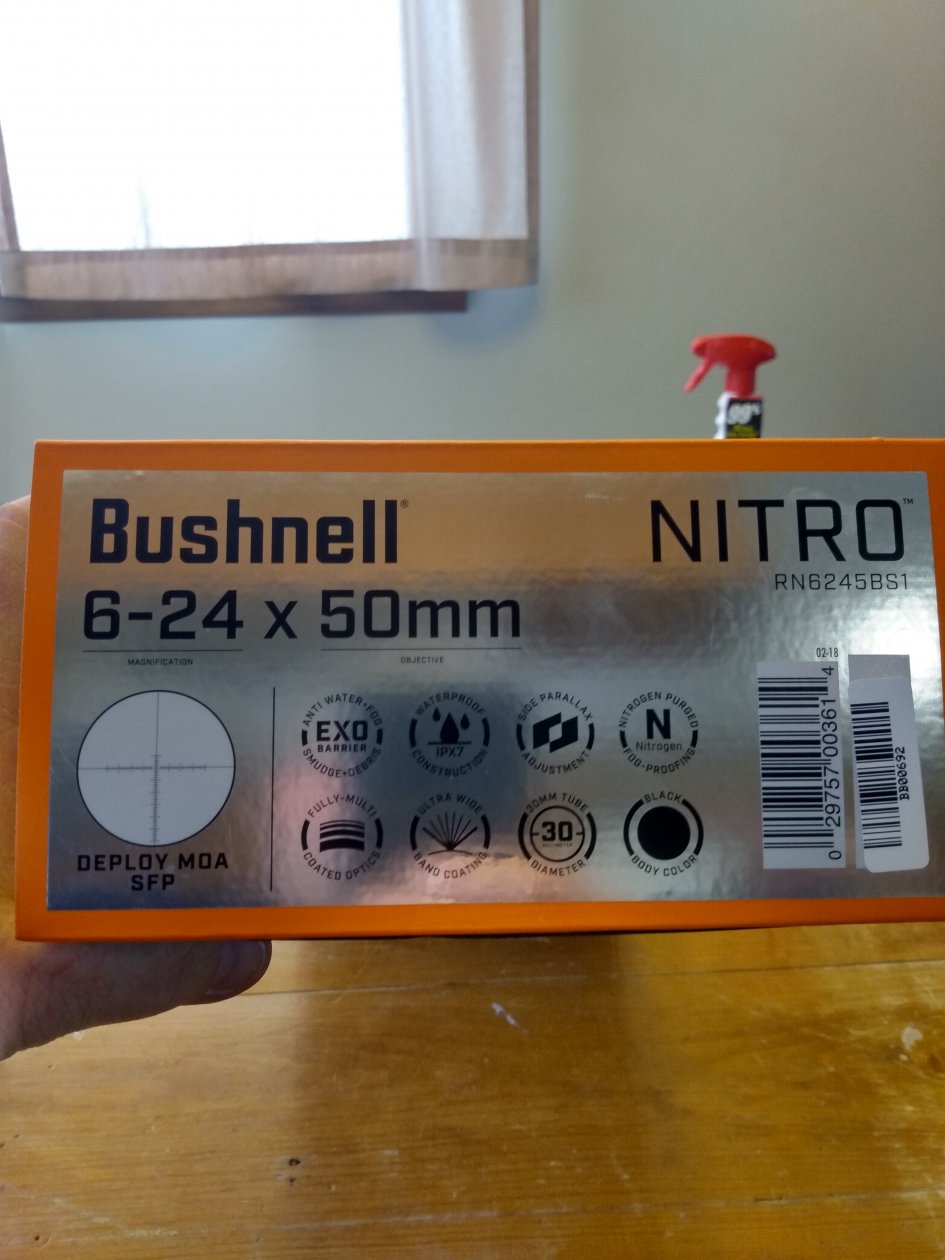 99%
Bushnell®
NITRO™
RN6245BS1
6-24 x 50mm
MAGNIFICATION
OBJECTIVE
02-18
DEPLOY MOA
SFP
ANTI WATER•FOG
EXO
BARRIER
SMUDGE•DEBRIS
WATERPROOF
IPX7
CONSTRUCTION
SIDE PARALLAX
ADJUSTMENT
NITROGEN PURGED
N
Nitrogen
FOG-PROOFING
FULLY-MULTI
COATED OPTICS
ULTRA WIDE
BAND COATING
30MM TUBE
30
MILLIMETER
DIAMETER
BLACK
BODY COLOR
0 29757 00361 4
BB00692